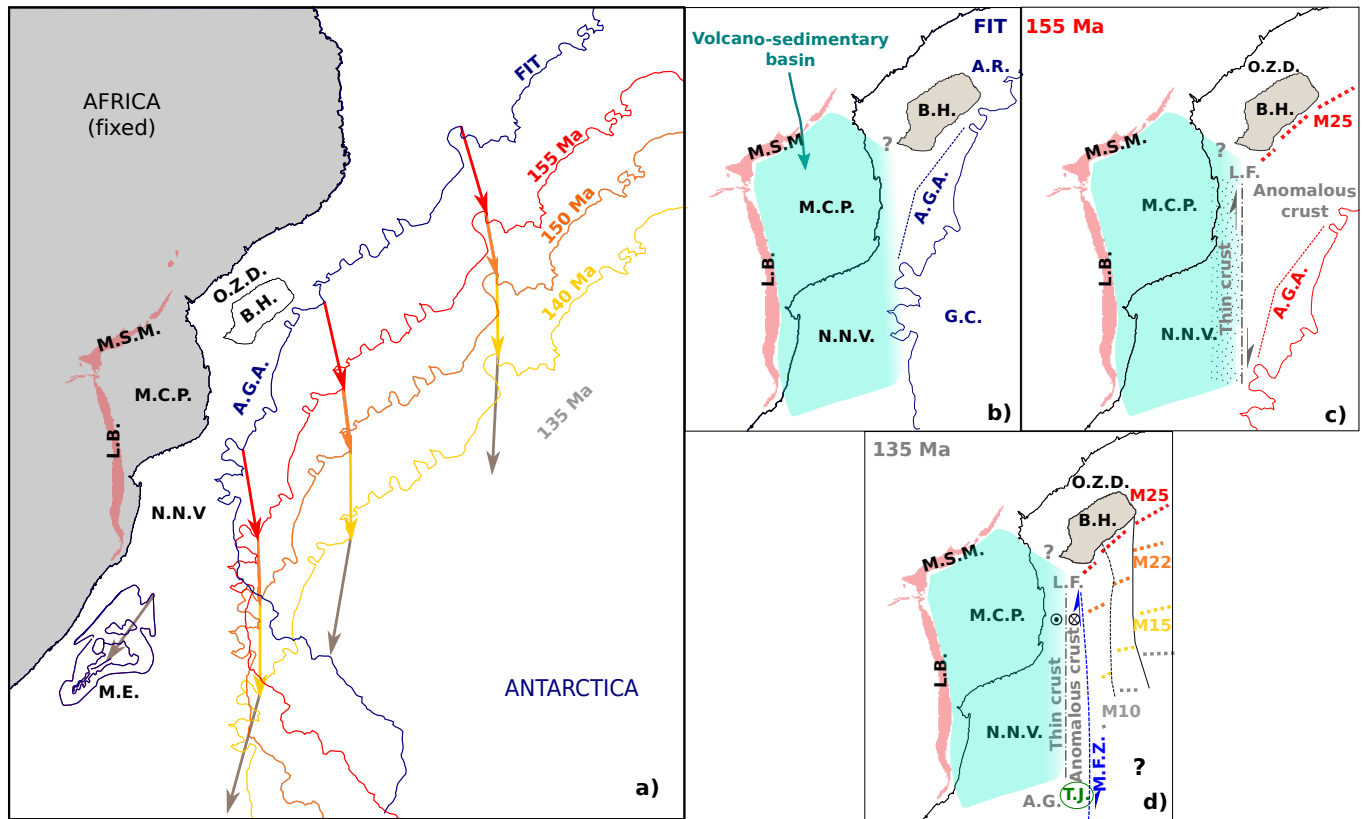 AFRICA
(fixed)
FIT
155 Ma
150 Ma
140 Ma
135 Ma
O.Z.D.
B.H.
M.S.M.
A.G.A.
M.C.P.
L.B.
N.N.V
M.E.
ANTARCTICA
a)
Volcano-sedimentary
basin
FIT
A.R.
B.H.
?
M.S.M.
A.G.A.
M.C.P.
L.B.
G.C.
N.N.V.
b)
155 Ma
O.Z.D.
B.H.
M25
M.S.M.
?
L.F.
Anomalous
crust
M.C.P.
L.B.
Thin crust
A.G.A.
N.N.V.
c)
135 Ma
O.Z.D.
M25
B.H.
M.S.M.
?
M22
L.F.
M.C.P.
M15
L.B.
Thin crust
Anomalous crust
M10
N.N.V.
M.F.Z.
?
A.G.
T.J.
d)